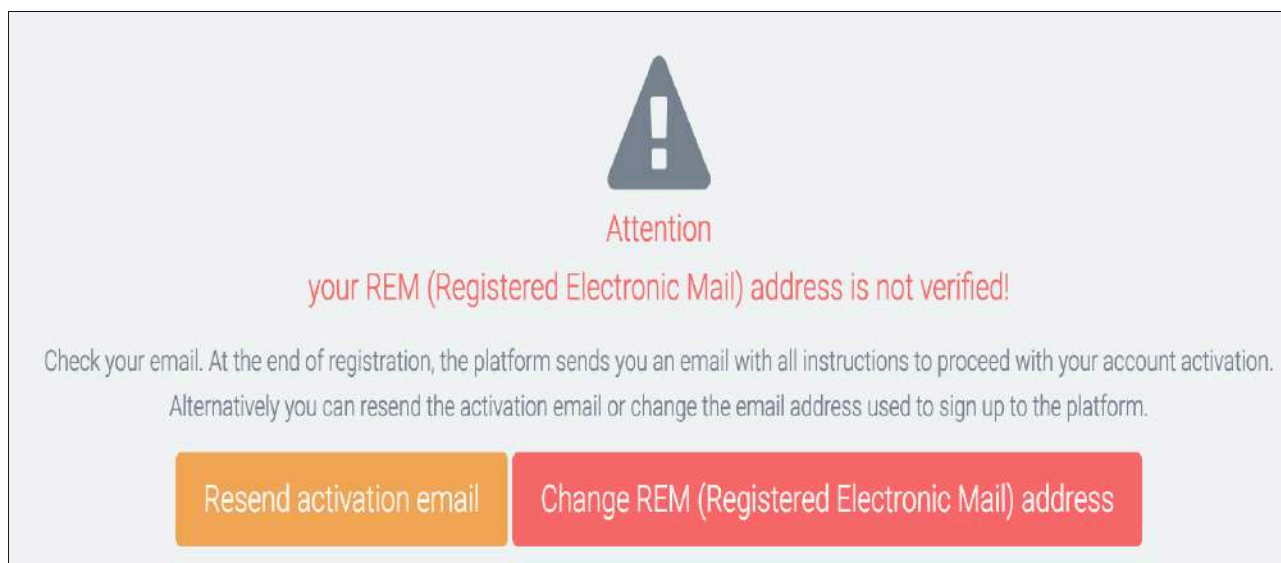 Attention
your REM (Registered Electronic Mail) address is not verified!
Check your email. At the end of registration, the platform sends you an email with all instructions to proceed with your account activation.
Alternatively you can resend the activation email or change the email address used to sign up to the platform.
Resend activation email
Change REM (Registered Electronic Mail) address